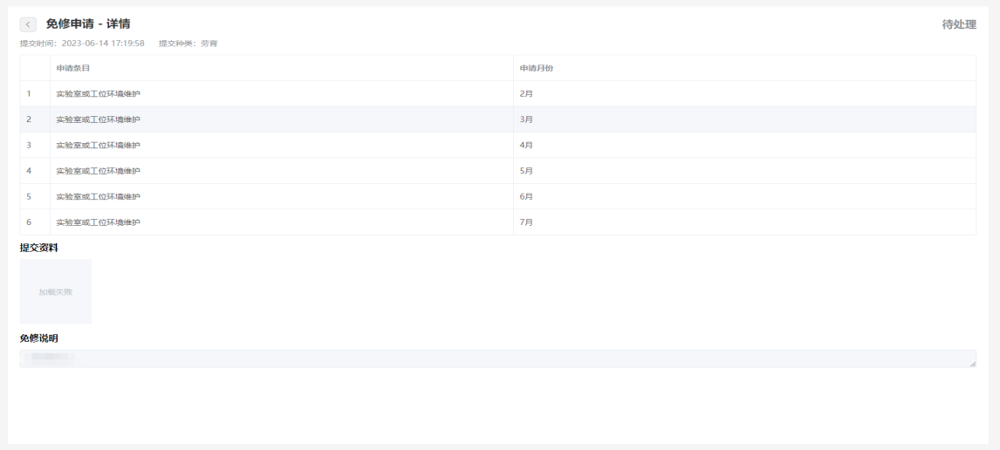 免修申请 - 详情
待处理
提交时间：2023-06-14 17:19:58 提交种类：劳育
申请条目 申请月份
1 实验室或工位环境维护 2月
2 实验室或工位环境维护 3月
3 实验室或工位环境维护 4月
4 实验室或工位环境维护 5月
5 实验室或工位环境维护 6月
6 实验室或工位环境维护 7月
提交资料
加载失败
免修说明